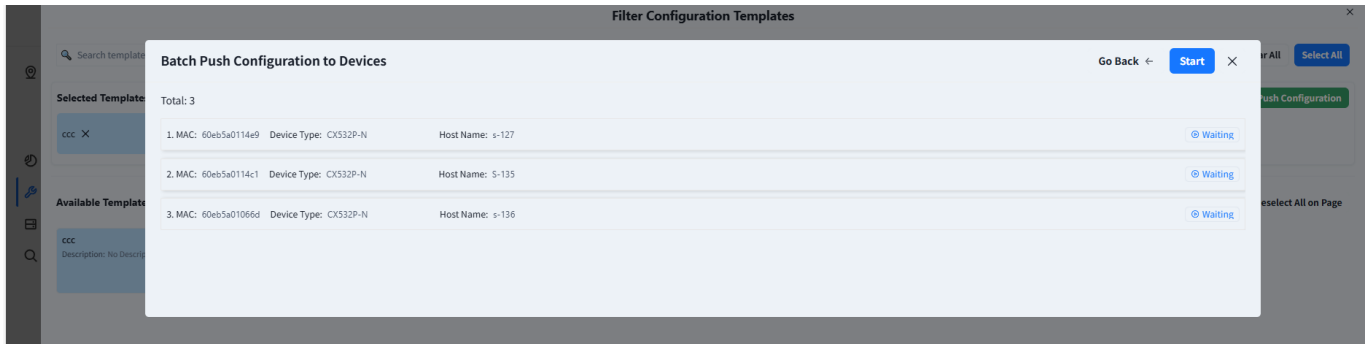 Filter Configuration Templates
Search template
r All
Select All
Batch Push Configuration to Devices
Go Back ←
Start
Selected Template
Push Configuration
Total: 3
ccc ×
1. MAC: 60eb5a0114e9 Device Type: CX532P-N Host Name: s-127 Waiting
2. MAC: 60eb5a0114c1 Device Type: CX532P-N Host Name: S-135 Waiting
Available Template
eselect All on Page
3. MAC: 60eb5a01066d Device Type: CX532P-N Host Name: s-136 Waiting
ccc
Description: No Descrip